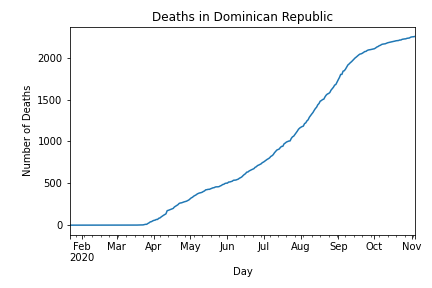 Deaths in Dominican Republic
Number of Deaths
2000
1500
1000
500
0
Feb Mar Apr May Jun Jul Aug Sep Oct Nov
2020
Day